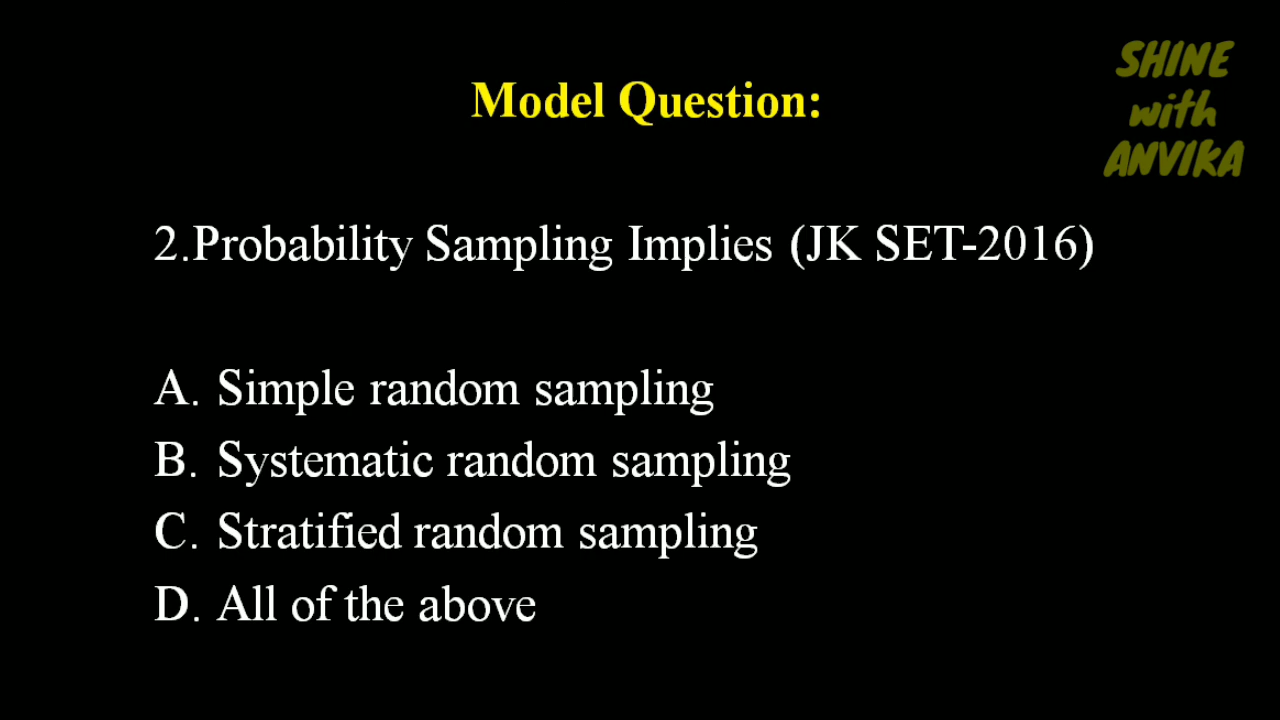 SHINE
with
ANVIKA
Model Question:
2.Probability Sampling Implies (JK SET-2016)
A. Simple random sampling
B. Systematic random sampling
C. Stratified random sampling
D. All of the above